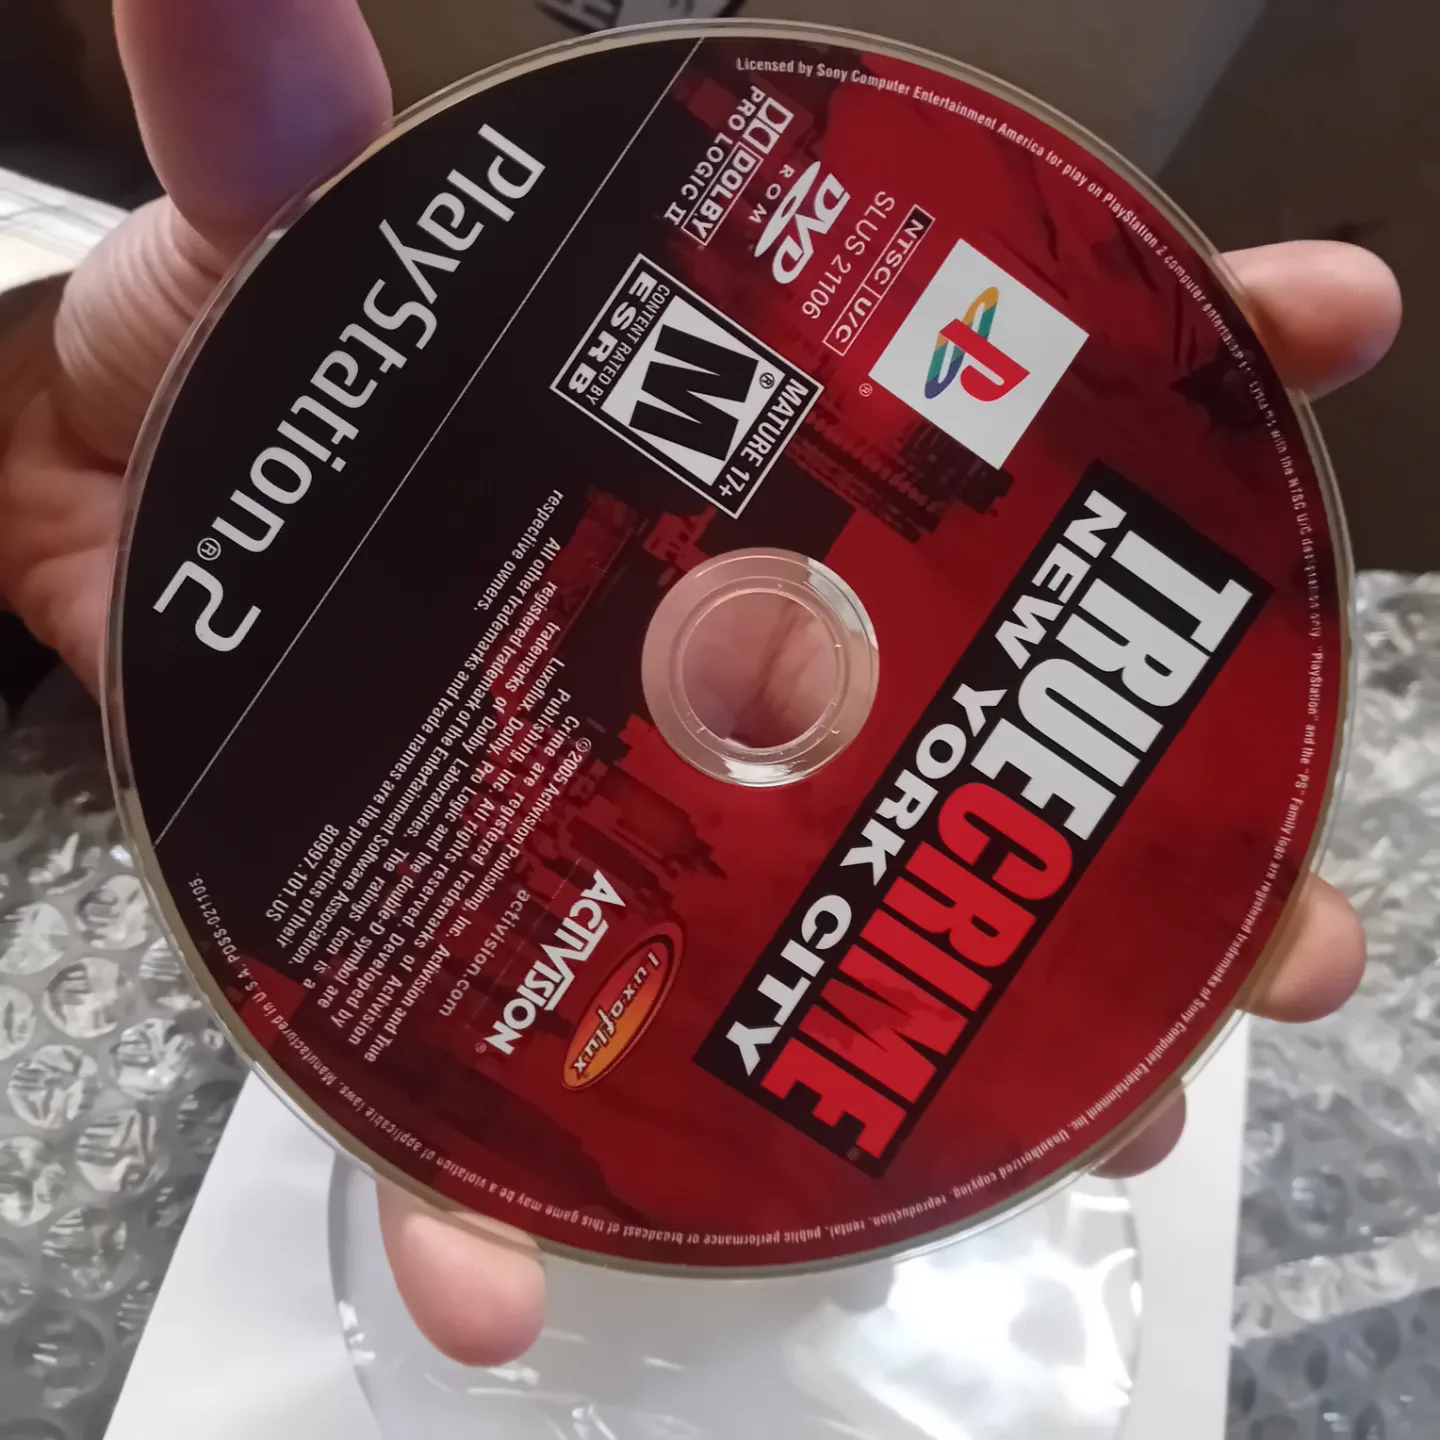 PlayStation®2
DOLBY
PRO LOGIC II
DVD
ROM
SLUS 21106
NTSC U/C
®
MATURE 17+
M®
CONTENT RATED BY
ESRB
TRUE CRIME®
NEW YORK CITY
Luxoflux
ACTIVISION®
activision.com
©2005 Activision Publishing, Inc. Activision and True
Crime are registered trademarks of Activision
Publishing, Inc. All rights reserved. Developed by
Luxoflux. Dolby, Pro Logic and the double-D symbol are
trademarks of Dolby Laboratories. The ratings icon is a
registered trademark of the Entertainment Software Association.
All other trademarks and trade names are the properties of their
respective owners.
80997.101.US
Licensed by Sony Computer Entertainment America for play on PlayStation 2 computer entertainment with the NTSC U/C designation only. "PlayStation" and the "PS" Family logo are registered trademarks of Sony Computer Entertainment Inc. Unauthorized copying, reproduction, rental, public performance or broadcast of this game may be a violation of applicable laws. Manufactured in U.S.A. PDSS-021105.